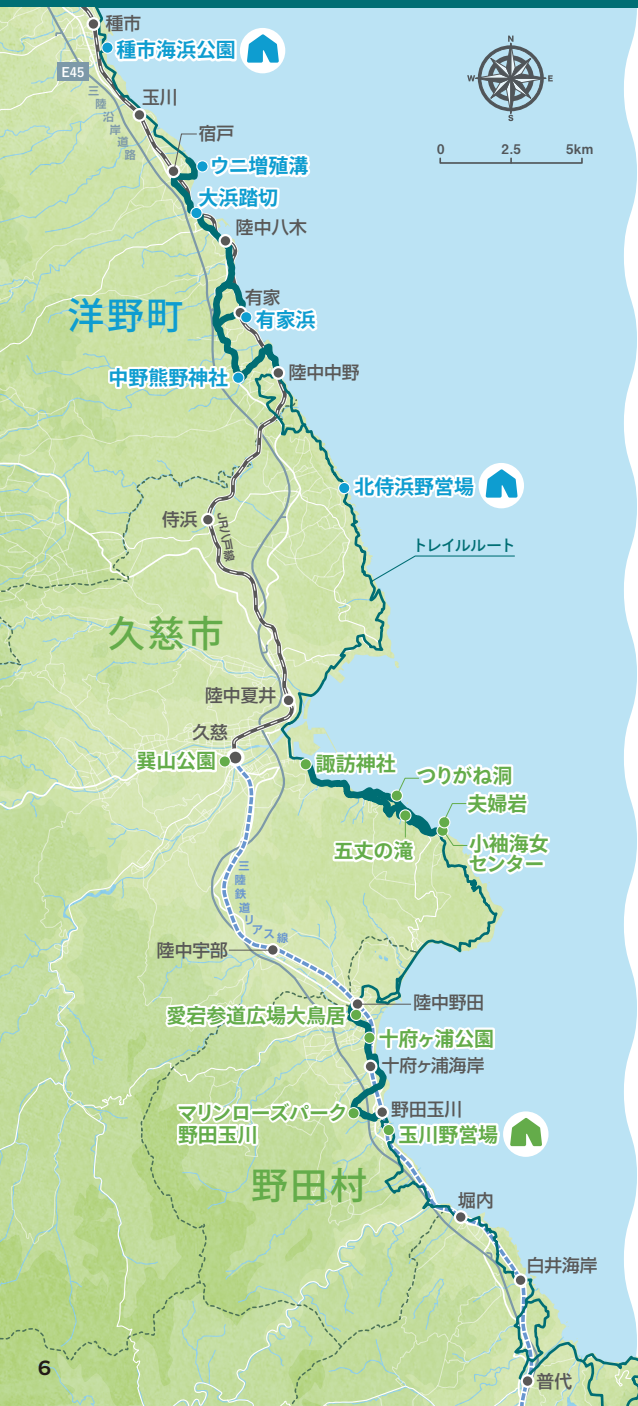 種市
種市海浜公園
N
W
E
S
E45
三陸沿岸道路
玉川
0 2.5 5km
宿戸
ウニ増殖溝
大浜踏切
陸中八木
有家
洋野町
有家浜
中野熊野神社
陸中中野
北侍浜野営場
侍浜
JR八戸線
トレイルルート
久慈市
陸中夏井
久慈
巽山公園
諏訪神社
つりがね洞
夫婦岩
五丈の滝
小袖海女
センター
三陸鉄道リアス線
陸中宇部
陸中野田
愛宕参道広場大鳥居
十府ヶ浦公園
十府ヶ浦海岸
マリンローズパーク
野田玉川
野田玉川
玉川野営場
野田村
堀内
白井海岸
普代
6